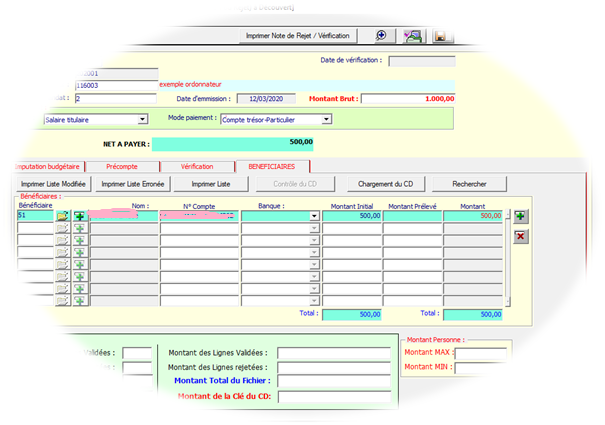 Découvert]
Imprimer Note de Rejet / Vérification
Date de vérification :
001
116003 exemple ordonnateur
dat : 2 Date d'emmission : 12/03/2020 Montant Brut : 1.000,00
Salaire titulaire Mode paiement : Compte trésor-Particulier
NET A PAYER : 500,00
Imputation budgétaire Précompte Vérification BENEFICIAIRES
Imprimer Liste Modifiée Imprimer Liste Erronée Imprimer Liste Contrôle du CD Chargement du CD Rechercher
Bénéficiaires :
Bénéficiaire Nom : N° Compte Banque : Montant Initial Montant Prélevé Montant
51 500,00 500,00
Total : 500,00 Total : 500,00
Montant Personne :
Validées : Montant des Lignes Validées : Montant MAX :
Montant des Lignes rejetées : Montant MIN :
Montant Total du Fichier :
Montant de la Clé du CD: